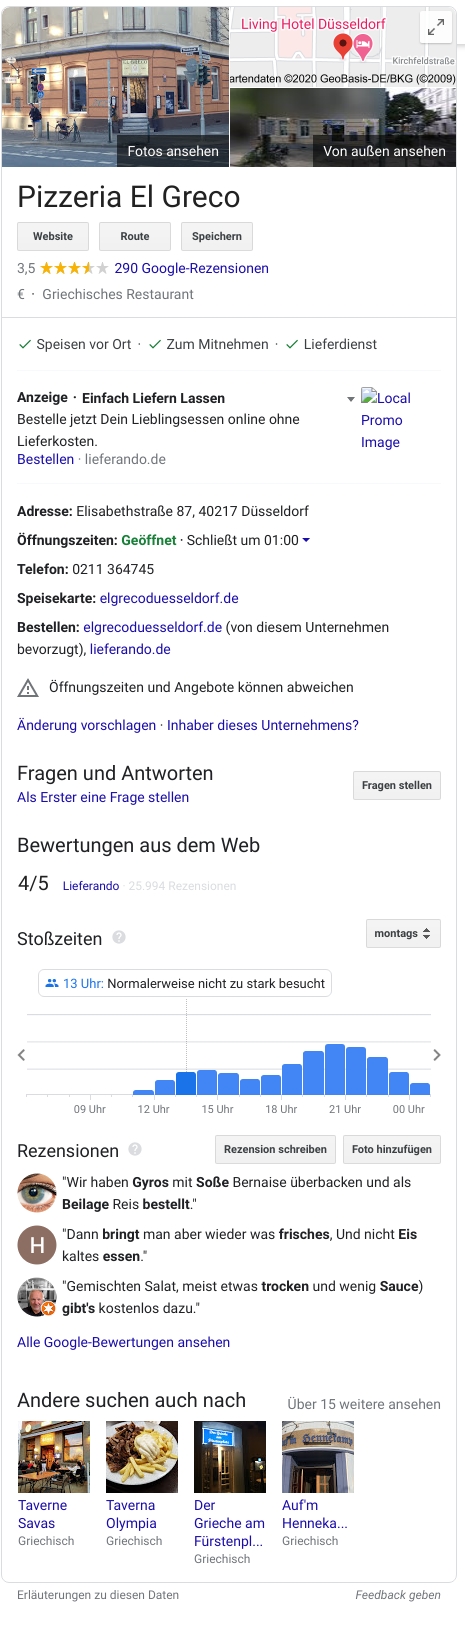 Living Hotel Düsseldorf
Kirchfeldstraße
artendaten ©2020 GeoBasis-DE/BKG (©2009)
EL GRECO
Fotos ansehen
Von außen ansehen
Pizzeria El Greco
Website
Route
Speichern
3,5 290 Google-Rezensionen
€ · Griechisches Restaurant
Speisen vor Ort · Zum Mitnehmen · Lieferdienst
Anzeige · Einfach Liefern Lassen
Bestelle jetzt Dein Lieblingsessen online ohne
Lieferkosten.
Bestellen · lieferando.de
Local
Promo
Image
Adresse: Elisabethstraße 87, 40217 Düsseldorf
Öffnungszeiten: Geöffnet · Schließt um 01:00
Telefon: 0211 364745
Speisekarte: elgrecoduesseldorf.de
Bestellen: elgrecoduesseldorf.de (von diesem Unternehmen
bevorzugt), lieferando.de
Öffnungszeiten und Angebote können abweichen
Änderung vorschlagen · Inhaber dieses Unternehmens?
Fragen und Antworten
Als Erster eine Frage stellen
Fragen stellen
Bewertungen aus dem Web
4/5 Lieferando · 25.994 Rezensionen
Stoßzeiten ?
montags
13 Uhr: Normalerweise nicht zu stark besucht
09 Uhr 12 Uhr 15 Uhr 18 Uhr 21 Uhr 00 Uhr
Rezensionen ?
Rezension schreiben
Foto hinzufügen
"Wir haben Gyros mit Soße Bernaise überbacken und als
Beilage Reis bestellt."
H
"Dann bringt man aber wieder was frisches, Und nicht Eis
kaltes essen."
"Gemischten Salat, meist etwas trocken und wenig Sauce)
gibt's kostenlos dazu."
Alle Google-Bewertungen ansehen
Andere suchen auch nach
Über 15 weitere ansehen
Taverne
Savas
Griechisch
Taverna
Olympia
Griechisch
Der
Grieche am
Fürstenpl...
Griechisch
Auf'm
Henneka...
Griechisch
Erläuterungen zu diesen Daten
Feedback geben